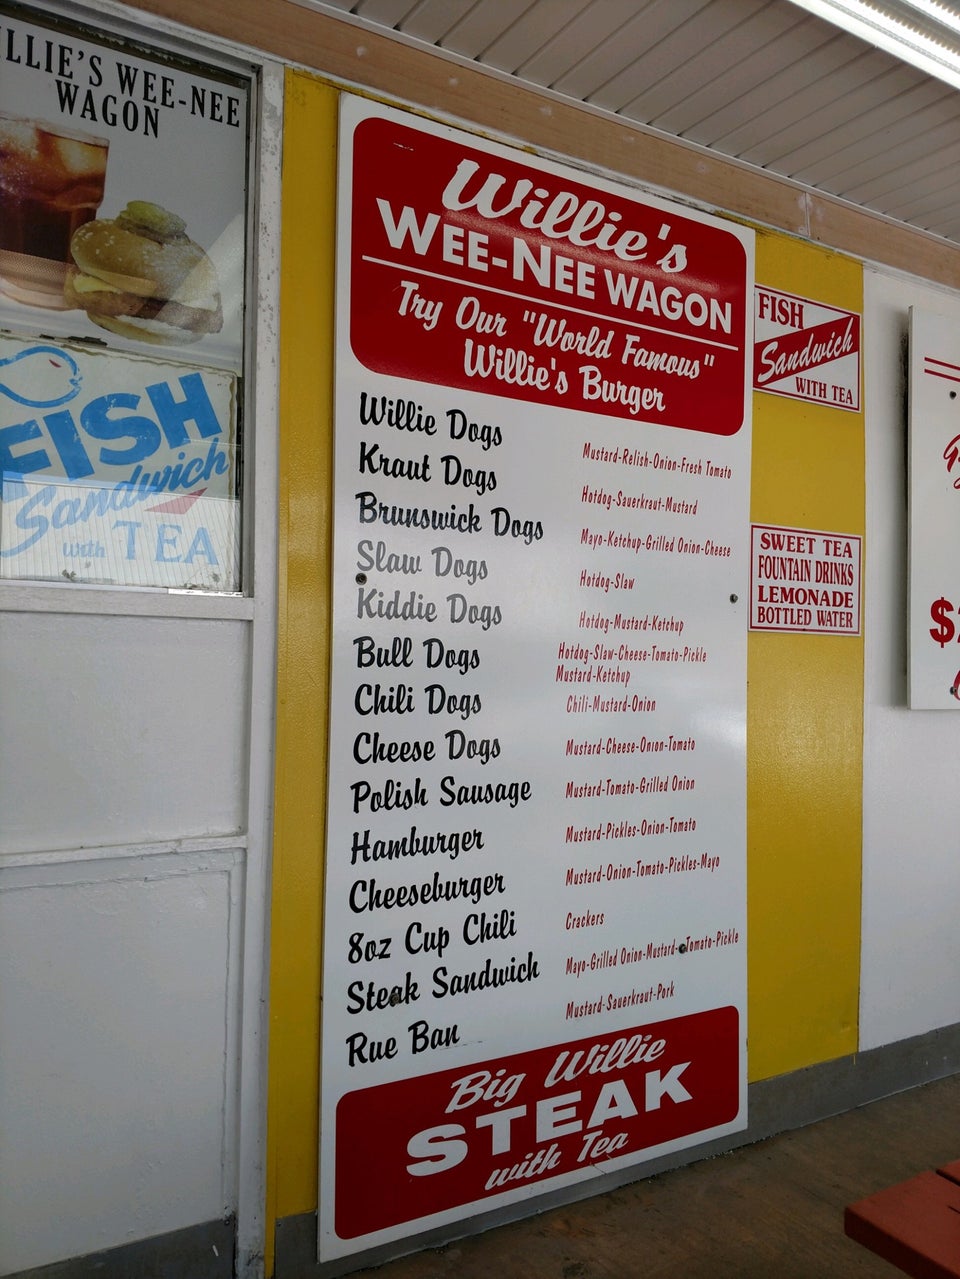 WEE-NEE
WAGON
FISH
Sandwich
with TEA
Willie's
WEE-NEE WAGON
Try Our "World Famous"
Willie's Burger
Willie Dogs Mustard-Relish-Onion-Fresh Tomato
Kraut Dogs Hotdog-Sauerkraut-Mustard
Brunswick Dogs Mayo-Ketchup-Grilled Onion-Cheese
Slaw Dogs Hotdog-Slaw
Kiddie Dogs Hotdog-Mustard-Ketchup
Bull Dogs Hotdog-Slaw-Cheese-Tomato-Pickle
Mustard-Ketchup
Chili Dogs Chili-Mustard-Onion
Cheese Dogs Mustard-Cheese-Onion-Tomato
Polish Sausage Mustard-Tomato-Grilled Onion
Hamburger Mustard-Pickles-Onion-Tomato
Cheeseburger Mustard-Onion-Tomato-Pickles-Mayo
8oz Cup Chili Crackers
Steak Sandwich Mayo-Grilled Onion-Mustard-Tomato-Pickle
Rue Ban Mustard-Sauerkraut-Pork
Big Willie
STEAK
with Tea
FISH
Sandwich
WITH TEA
SWEET TEA
FOUNTAIN DRINKS
LEMONADE
BOTTLED WATER